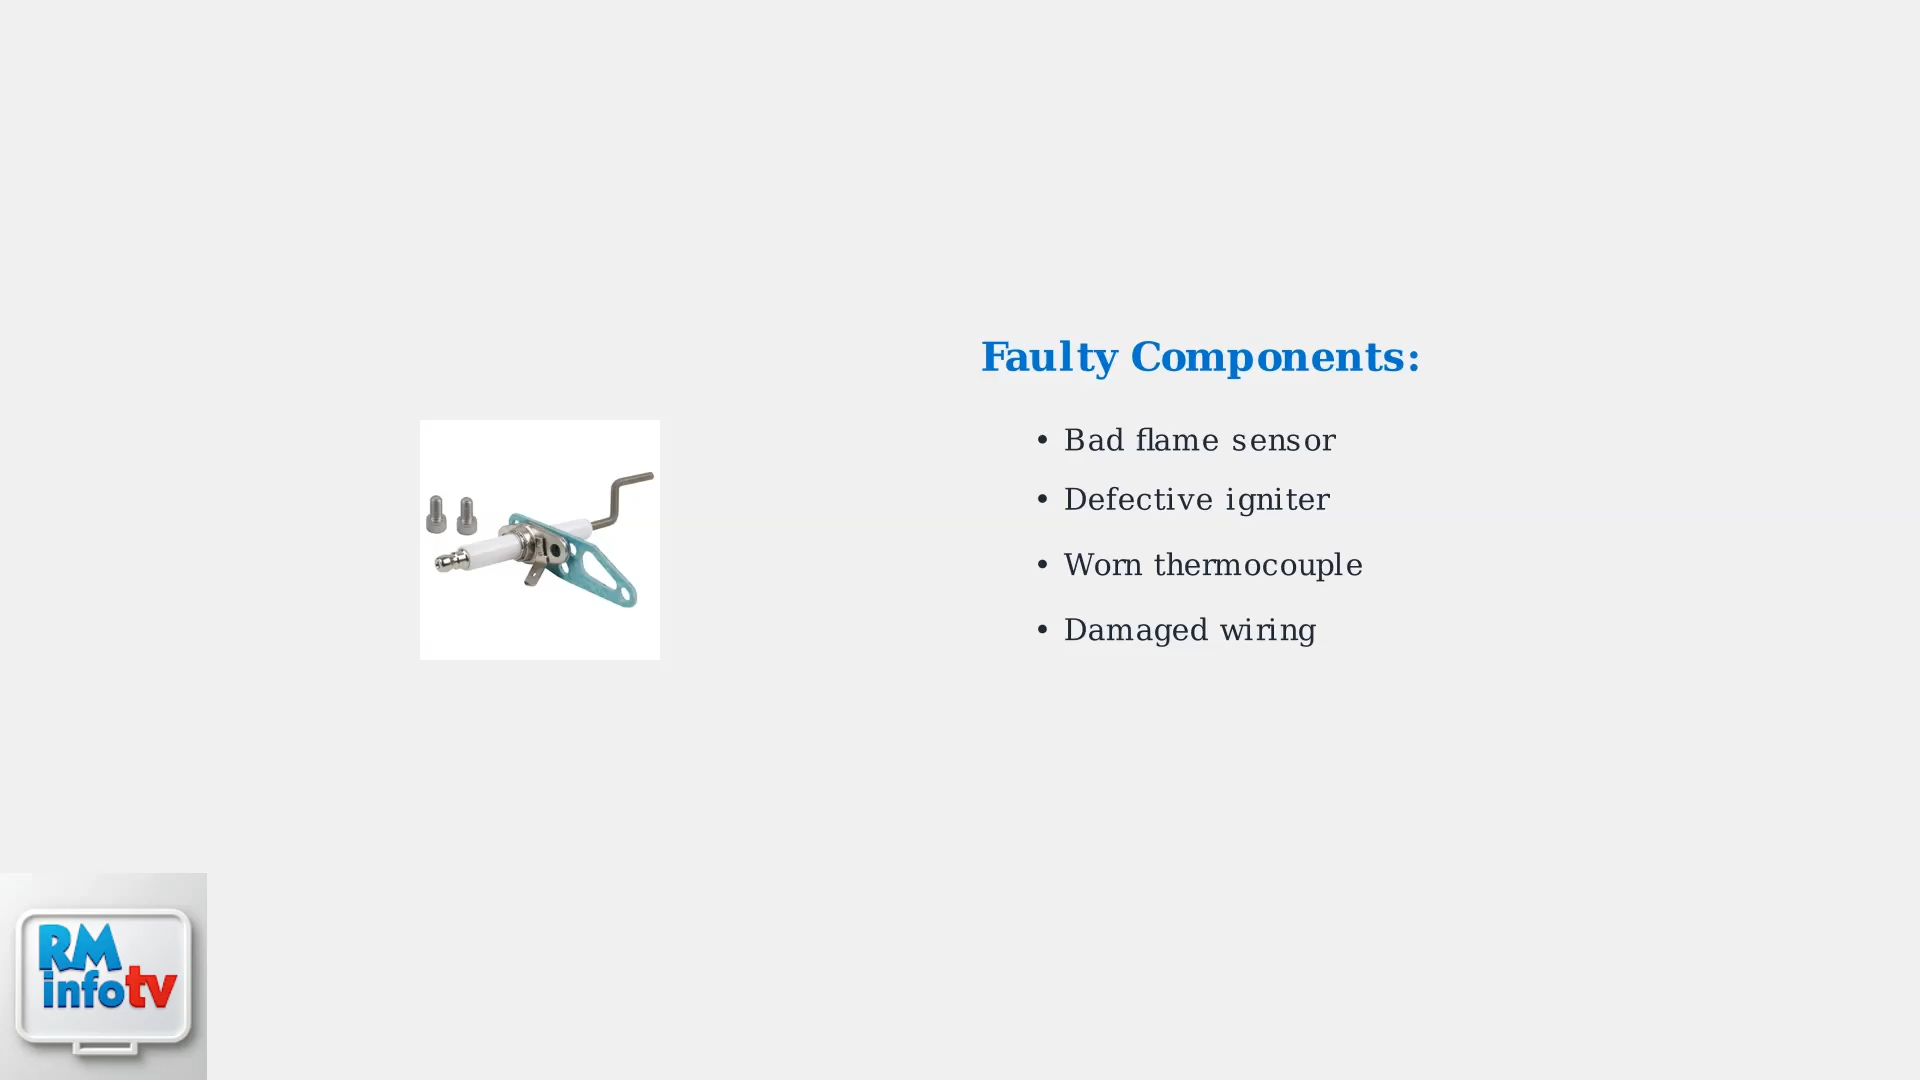 Faulty Components:
• Bad flame sensor
• Defective igniter
• Worn thermocouple
• Damaged wiring
RM
infotv